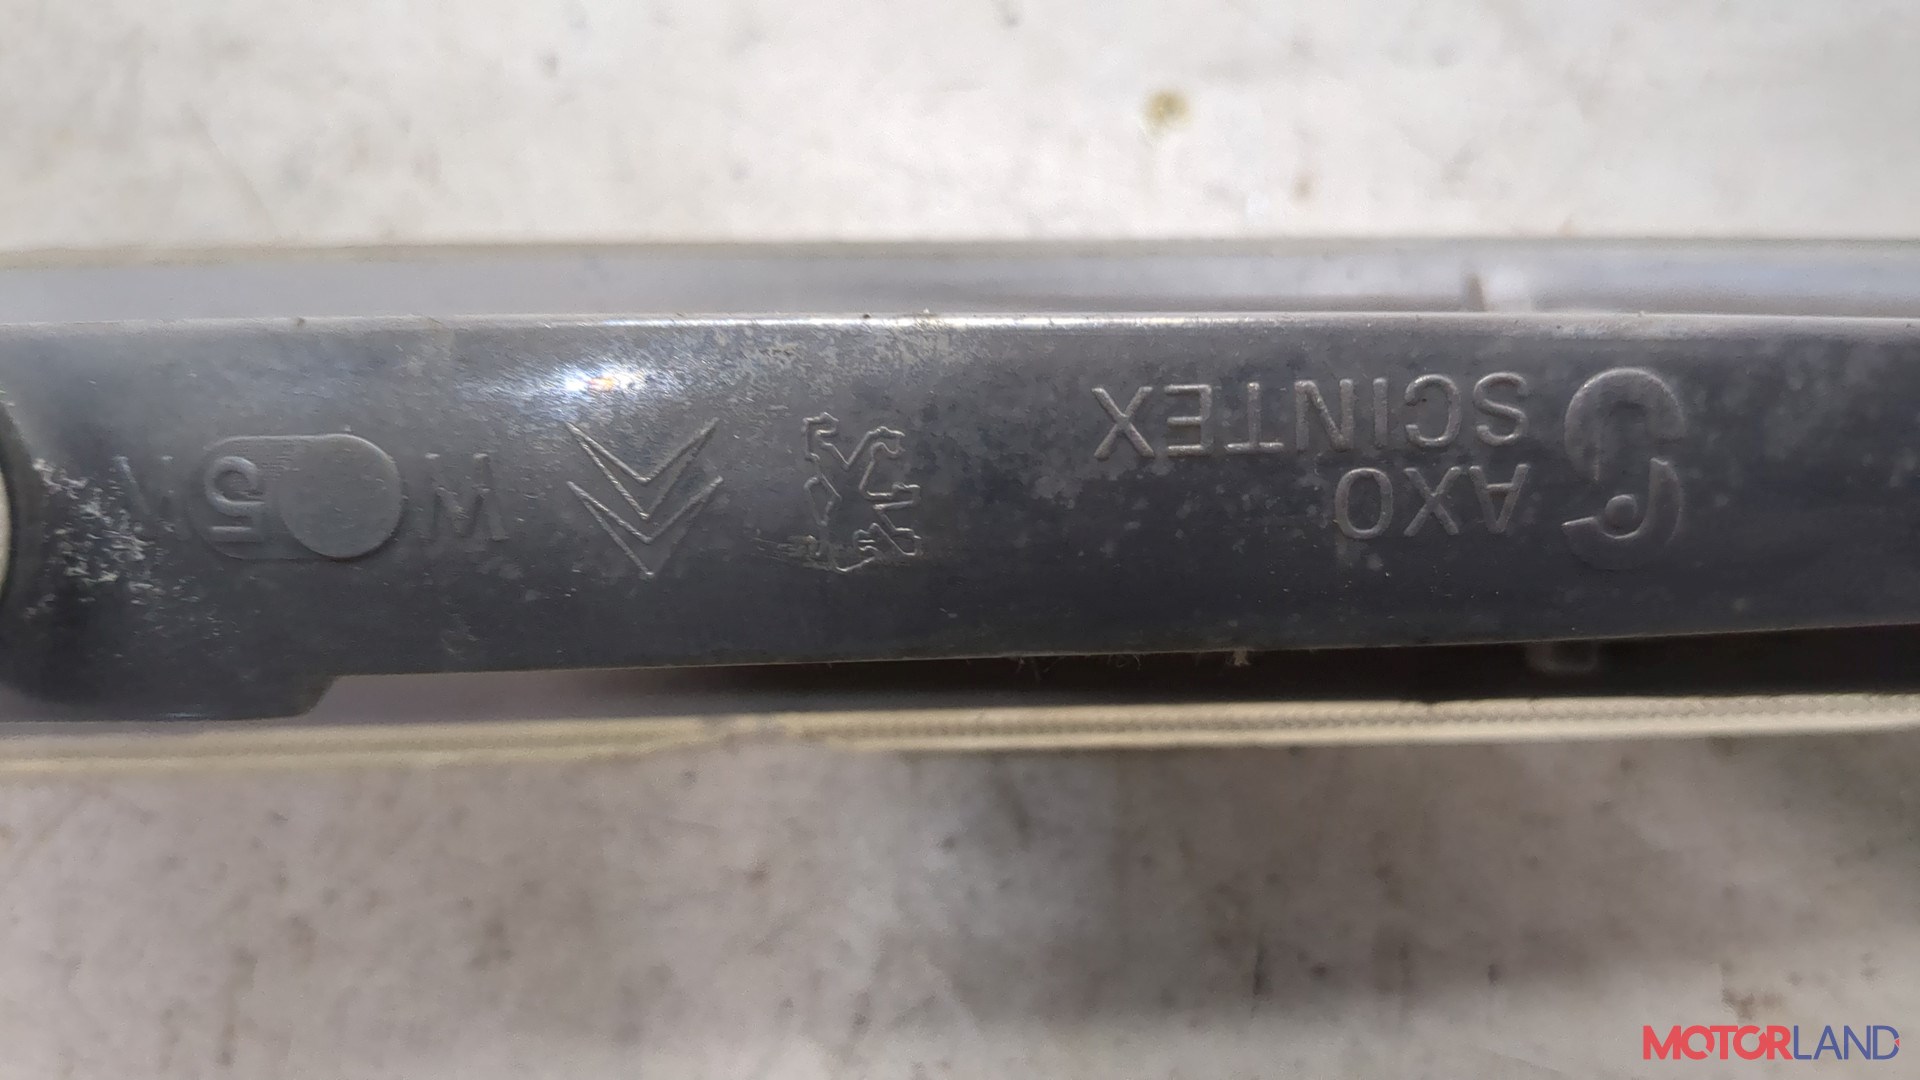 AXO
SCINTEX
W 5 W
MOTORLAND